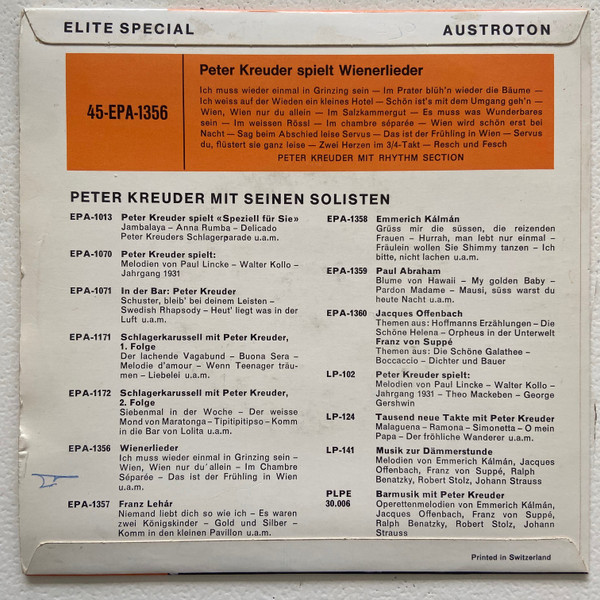 ELITE SPECIAL
AUSTROTON
45-EPA-1356
Peter Kreuder spielt Wienerlieder
Ich muss wieder einmal in Grinzing sein — Im Prater blüh'n wieder die Bäume —
Ich weiss auf der Wieden ein kleines Hotel — Schön ist's mit dem Umgang geh'n —
Wien, Wien nur du allein — Im Salzkammergut — Es muss was Wunderbares
sein — Im weissen Rössl — Im chambre séparée — Wien wird schön erst bei
Nacht — Sag beim Abschied leise Servus — Das ist der Frühling in Wien — Servus
du, flüstert sie ganz leise — Zwei Herzen im 3/4-Takt — Resch und Fesch
PETER KREUDER MIT RHYTHM SECTION
PETER KREUDER MIT SEINEN SOLISTEN
EPA-1013 Peter Kreuder spielt «Speziell für Sie»
Jambalaya – Anna Rumba – Delicado
Peter Kreuders Schlagerparade u.a.m.
EPA-1070 Peter Kreuder spielt:
Melodien von Paul Lincke – Walter Kollo –
Jahrgang 1931
EPA-1071 In der Bar: Peter Kreuder
Schuster, bleib' bei deinem Leisten –
Swedish Rhapsody – Heut' liegt was in der
Luft u.a.m.
EPA-1171 Schlagerkarussell mit Peter Kreuder,
1. Folge
Der lachende Vagabund – Buona Sera –
Melodie d'amour – Wenn Teenager träu-
men – Liebelei u.a.m.
EPA-1172 Schlagerkarussell mit Peter Kreuder,
2. Folge
Siebenmal in der Woche – Der weisse
Mond von Maratonga – Tipitipitipso – Komm
in die Bar von Lolita u.a.m.
EPA-1356 Wienerlieder
Ich muss wieder einmal in Grinzing sein –
Wien, Wien nur du allein – Im Chambre
Séparée – Das ist der Frühling in Wien
u.a.m.
EPA-1357 Franz Lehár
Niemand liebt dich so wie ich – Es waren
zwei Königskinder – Gold und Silber –
Komm in den kleinen Pavillon u.a.m.
EPA-1358 Emmerich Kálmán
Grüss mir die süssen, die reizenden
Frauen – Hurrah, man lebt nur einmal –
Fräulein wollen Sie Shimmy tanzen – Ich
bitte, nicht lachen u.a.m.
EPA-1359 Paul Abraham
Blume von Hawaii – My golden Baby –
Pardon Madame – Mausi, süss warst du
heute Nacht u.a.m.
EPA-1360 Jacques Offenbach
Themen aus: Hoffmanns Erzählungen – Die
Schöne Helena – Orpheus in der Unterwelt
Franz von Suppé
Themen aus: Die Schöne Galathee –
Boccaccio – Dichter und Bauer
LP-102 Peter Kreuder spielt:
Melodien von Paul Lincke – Walter Kollo –
Jahrgang 1931 – Theo Mackeben – George
Gershwin
LP-124 Tausend neue Takte mit Peter Kreuder
Malaguena – Ramona – Simonetta – O mein
Papa – Der fröhliche Wanderer u.a.m.
LP-141 Musik zur Dämmerstunde
Melodien von Emmerich Kálmán, Jacques
Offenbach, Franz von Suppé, Ralph
Benatzky, Robert Stolz, Johann Strauss
PLPE Barmusik mit Peter Kreuder
30.006 Operettenmelodien von Emmerich Kálmán,
Jacques Offenbach, Franz von Suppé,
Ralph Benatzky, Robert Stolz, Johann
Strauss
Printed in Switzerland